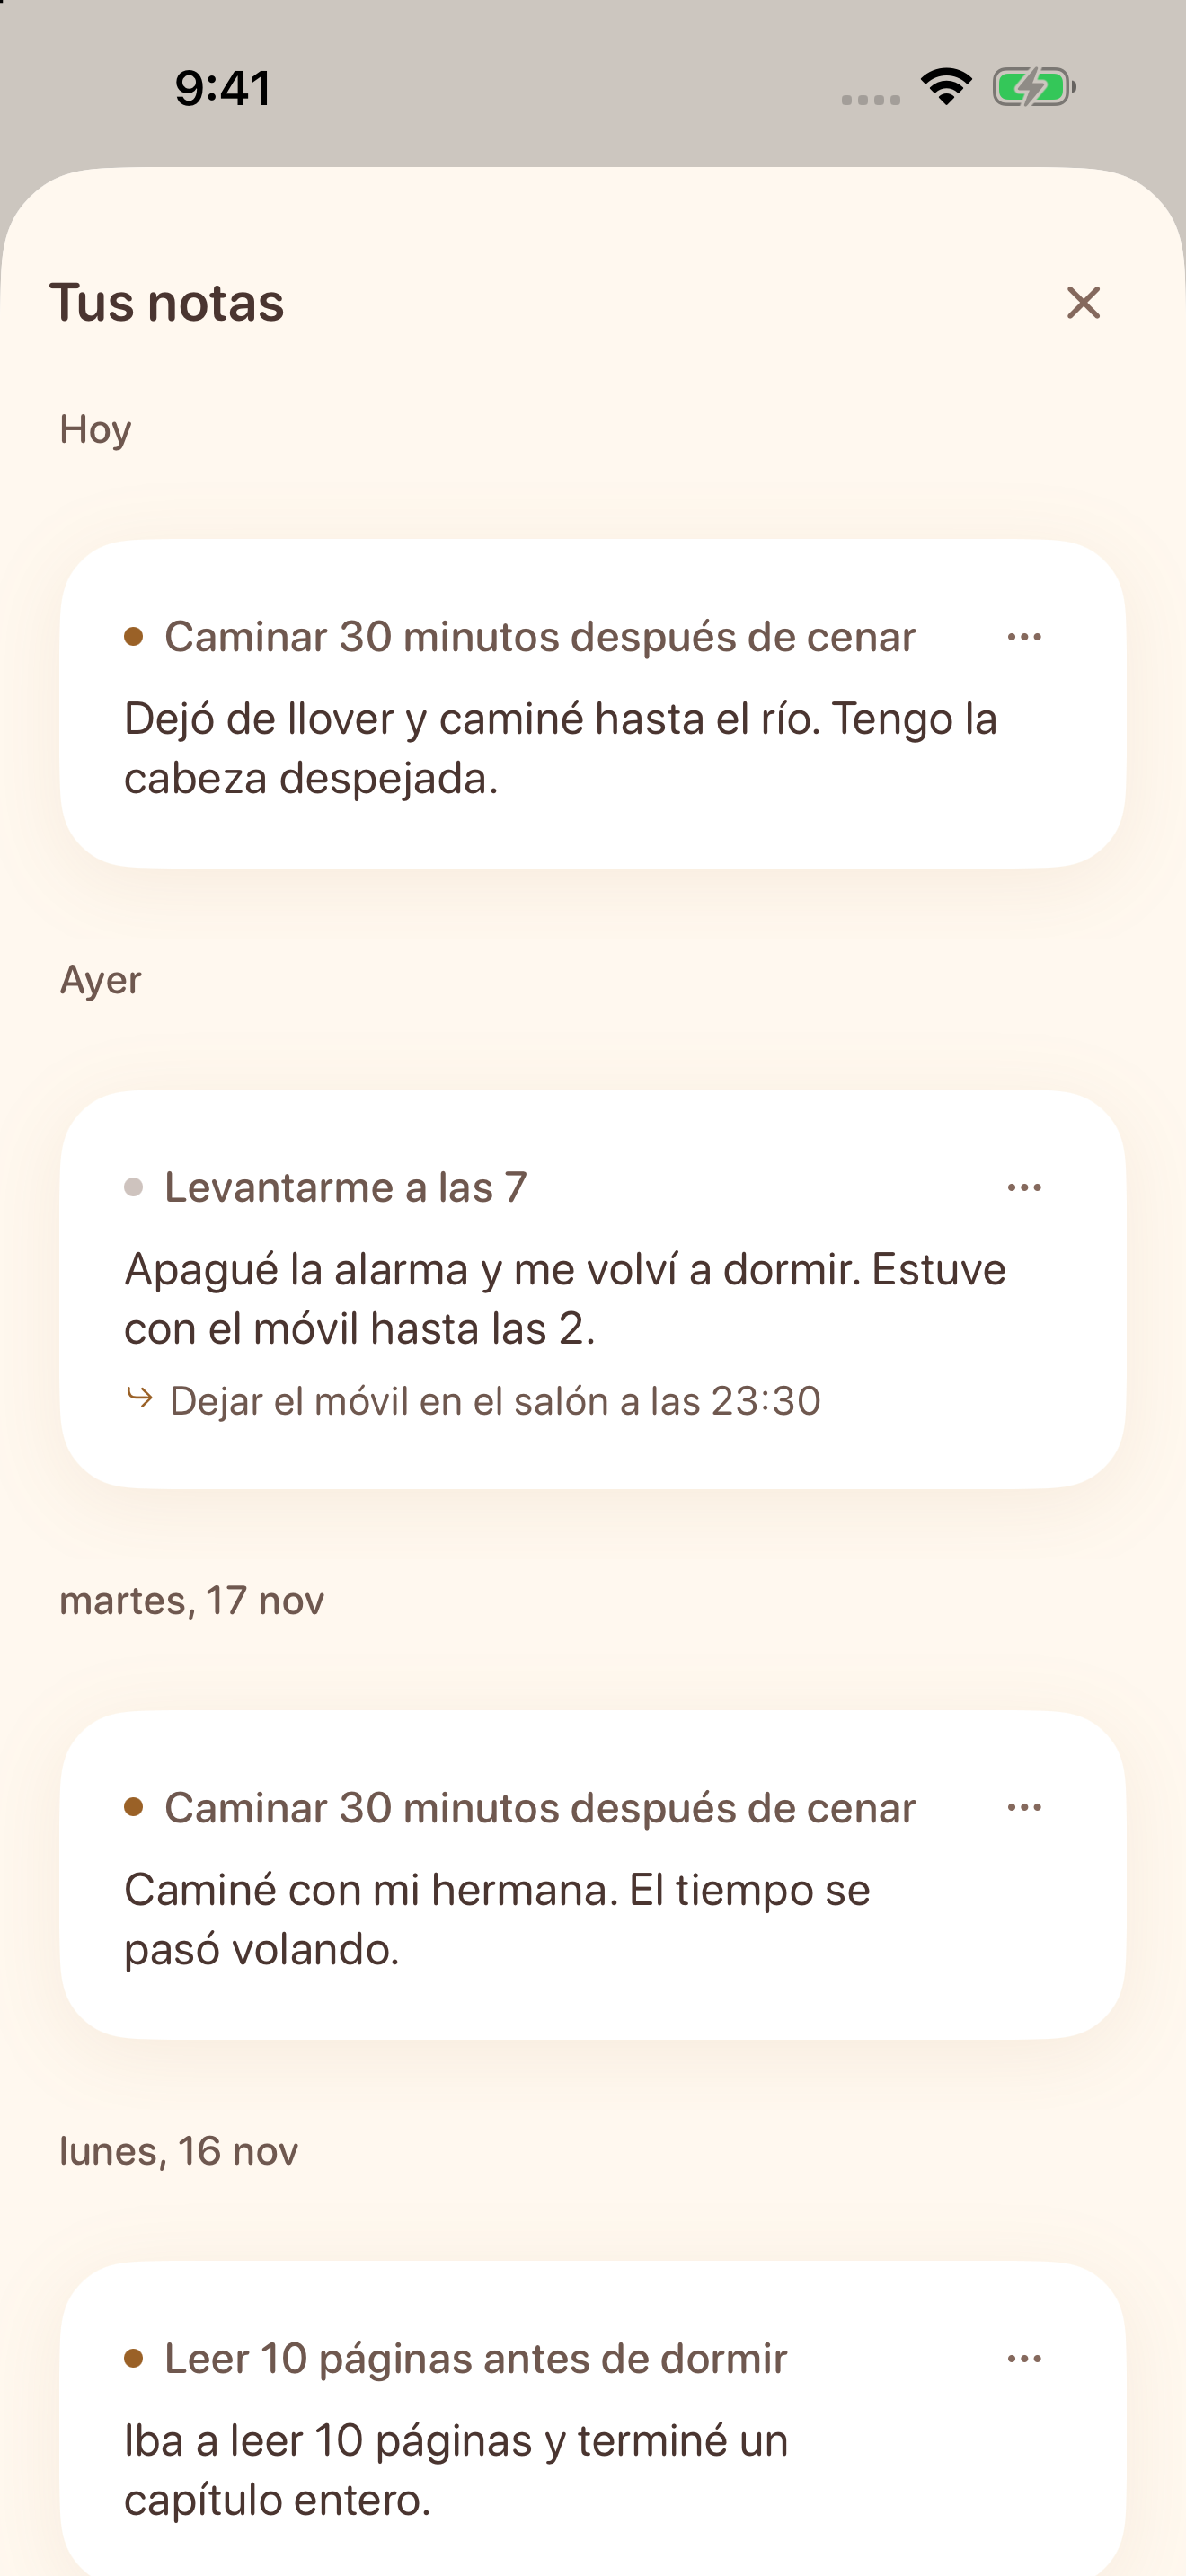 9:41
Tus notas
Hoy
Caminar 30 minutos después de cenar
Dejó de llover y caminé hasta el río. Tengo la
cabeza despejada.
Ayer
Levantarme a las 7
Apagué la alarma y me volví a dormir. Estuve
con el móvil hasta las 2.
Dejar el móvil en el salón a las 23:30
martes, 17 nov
Caminar 30 minutos después de cenar
Caminé con mi hermana. El tiempo se
pasó volando.
lunes, 16 nov
Leer 10 páginas antes de dormir
Iba a leer 10 páginas y terminé un
capítulo entero.